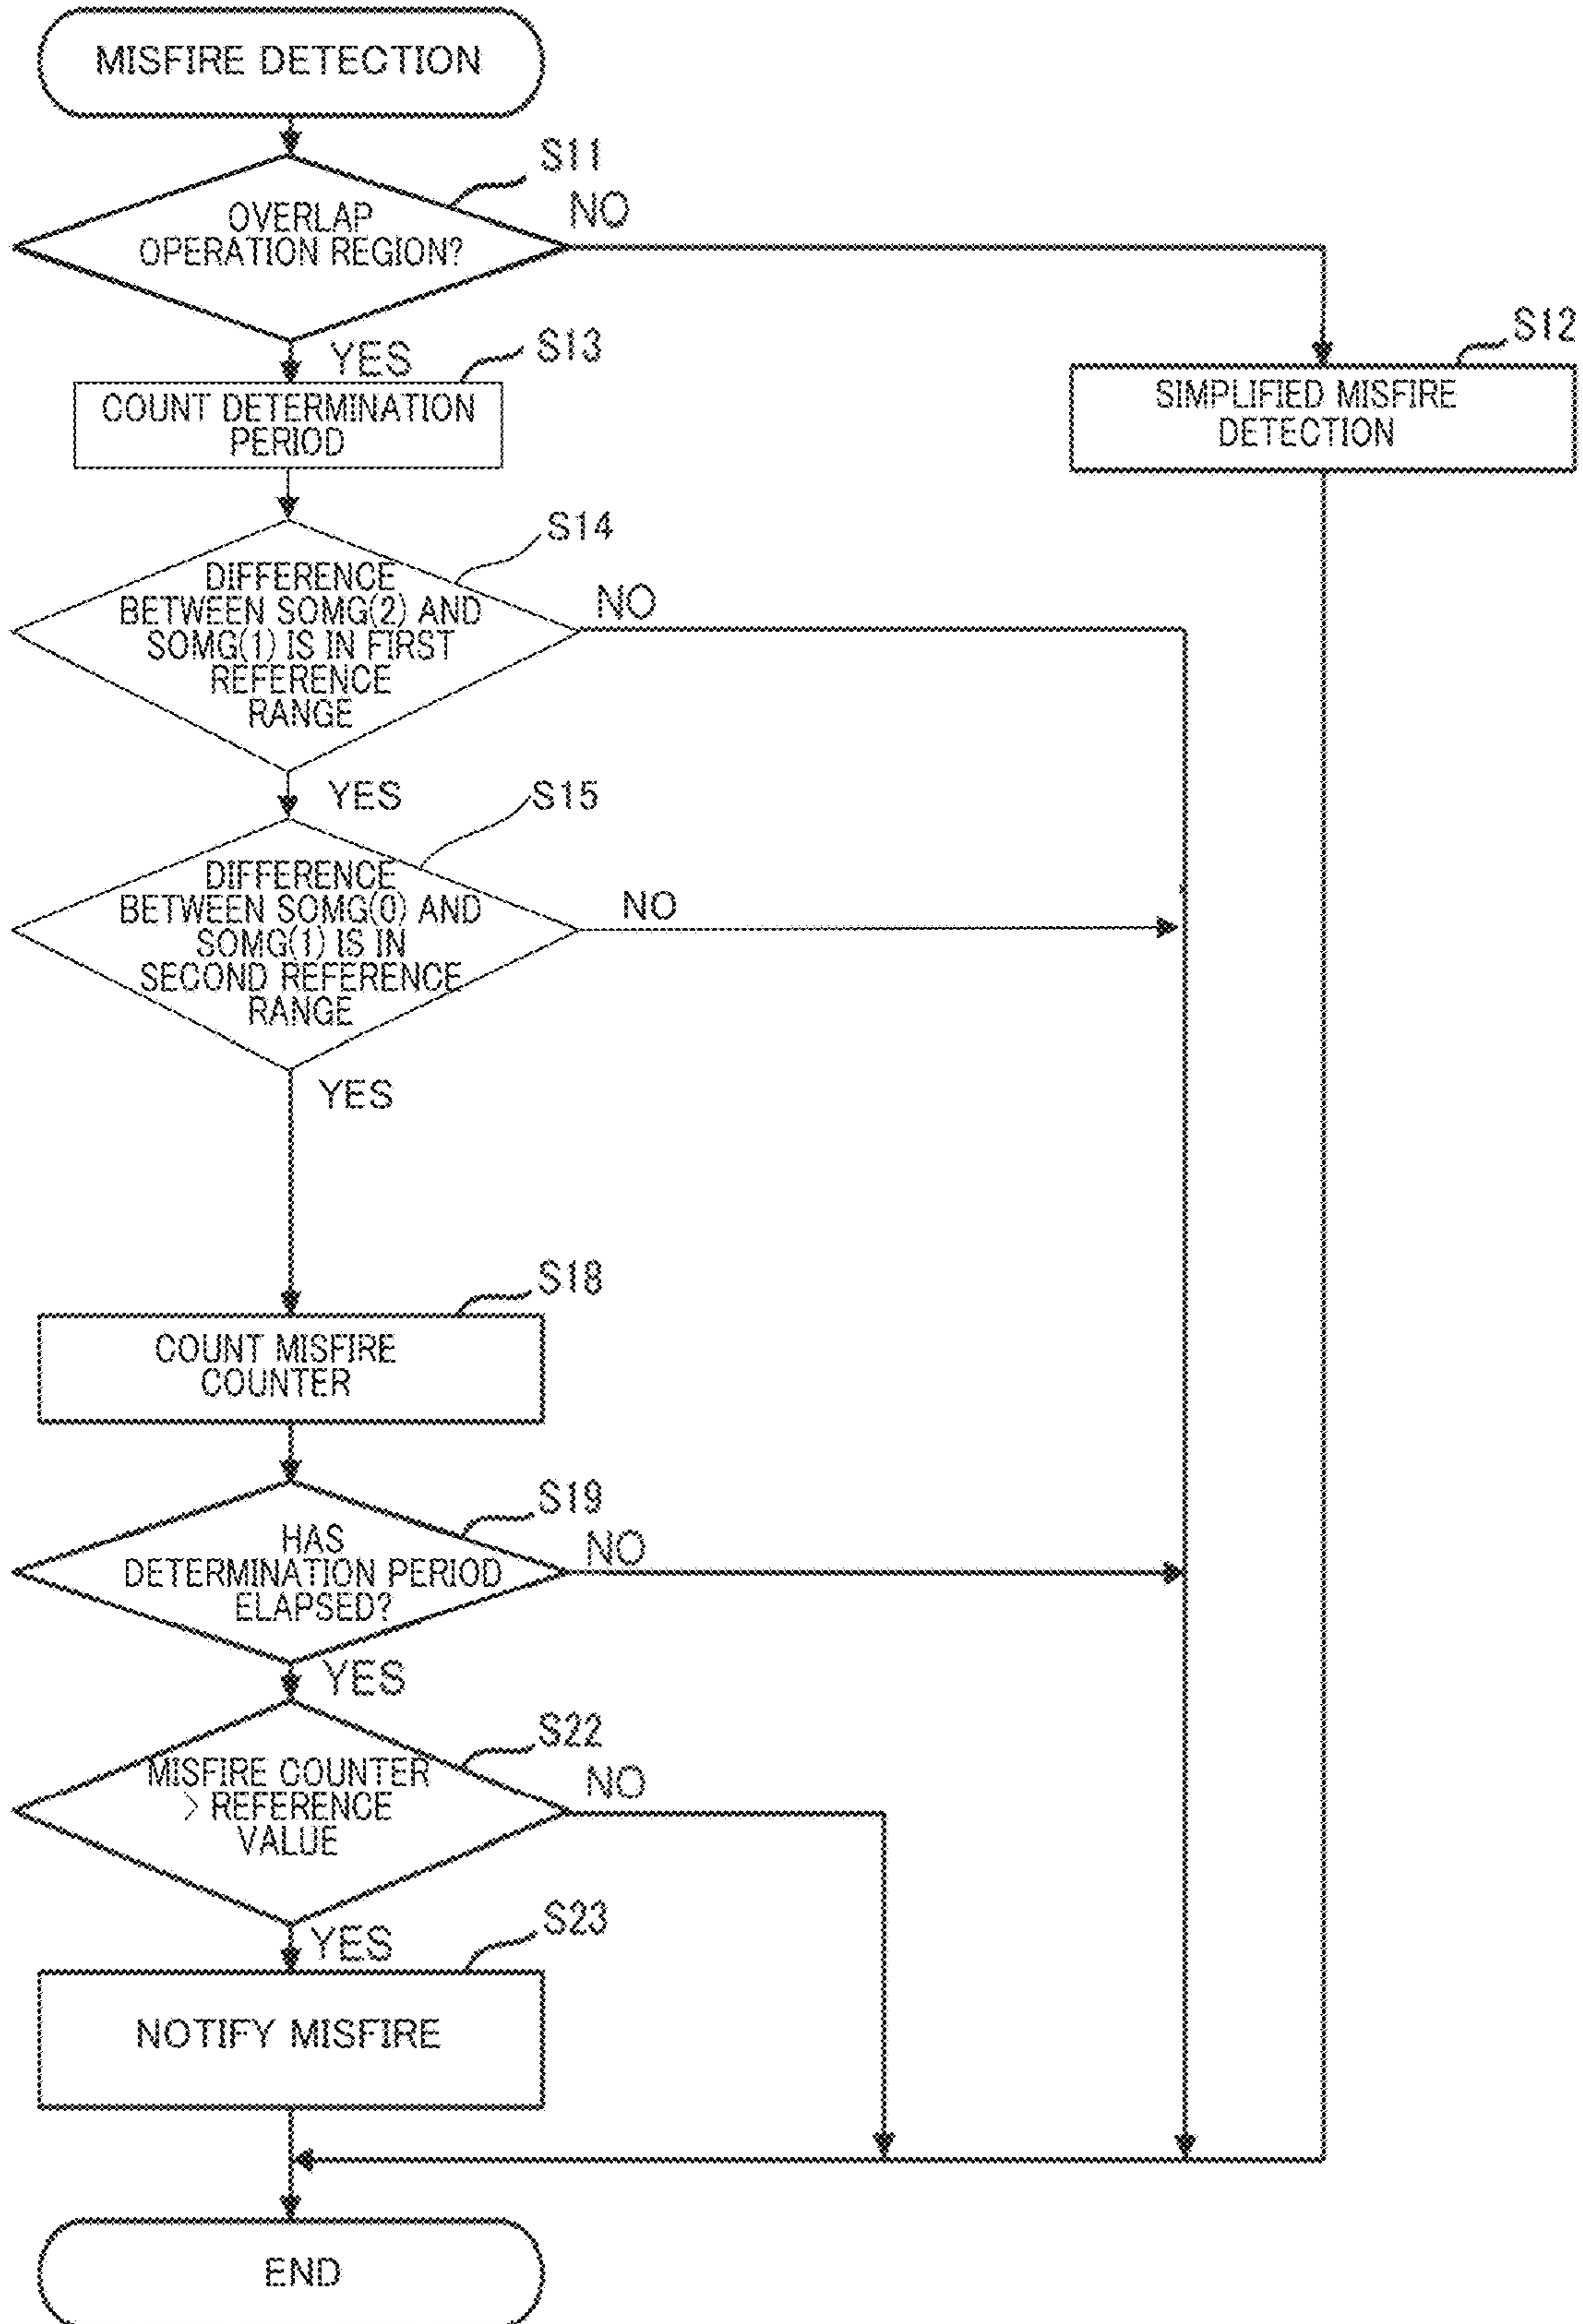 MISFIRE DETECTION
S11
OVERLAP
OPERATION REGION?
NO
YES
S12
SIMPLIFIED MISFIRE
DETECTION
S13
COUNT DETERMINATION
PERIOD
S14
DIFFERENCE
BETWEEN SOMG(2) AND
SOMG(1) IS IN FIRST
REFERENCE
RANGE
NO
YES
S15
DIFFERENCE
BETWEEN SOMG(0) AND
SOMG(1) IS IN
SECOND REFERENCE
RANGE
NO
YES
S18
COUNT MISFIRE
COUNTER
S19
HAS
DETERMINATION PERIOD
ELAPSED?
NO
YES
S22
MISFIRE COUNTER
> REFERENCE
VALUE
NO
YES
S23
NOTIFY MISFIRE
END